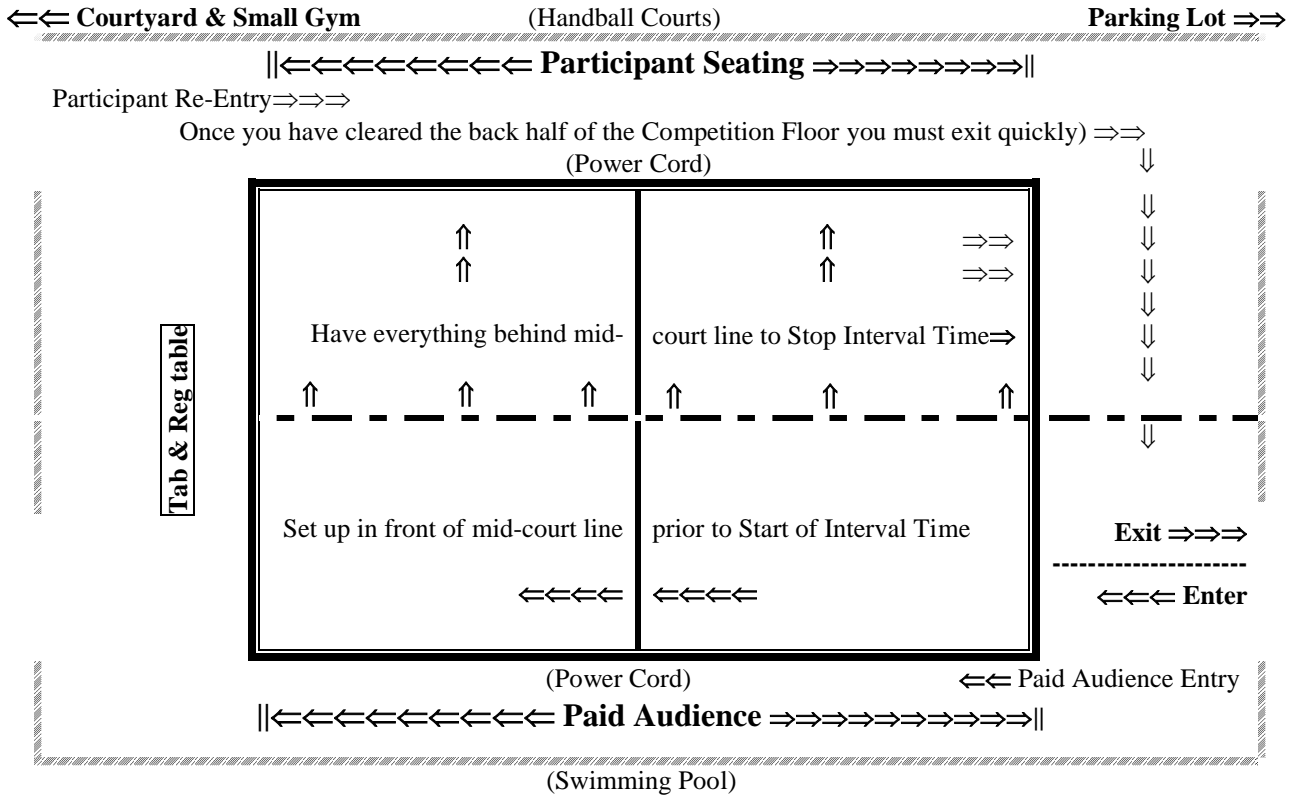 ⇐⇐ Courtyard & Small Gym (Handball Courts) Parking Lot ⇒⇒
||⇐⇐⇐⇐⇐⇐⇐⇐⇐ Participant Seating ⇒⇒⇒⇒⇒⇒⇒⇒⇒||
Participant Re-Entry⇒⇒⇒
Once you have cleared the back half of the Competition Floor you must exit quickly) ⇒⇒
(Power Cord)
Have everything behind mid-
court line to Stop Interval Time⇒
Tab & Reg table
Set up in front of mid-court line
prior to Start of Interval Time
Exit ⇒⇒⇒
-----------------------
⇐⇐⇐ Enter
⇐⇐⇐⇐ ⇐⇐⇐⇐
(Power Cord) ⇐⇐ Paid Audience Entry
||⇐⇐⇐⇐⇐⇐⇐⇐⇐⇐ Paid Audience ⇒⇒⇒⇒⇒⇒⇒⇒⇒⇒||
(Swimming Pool)